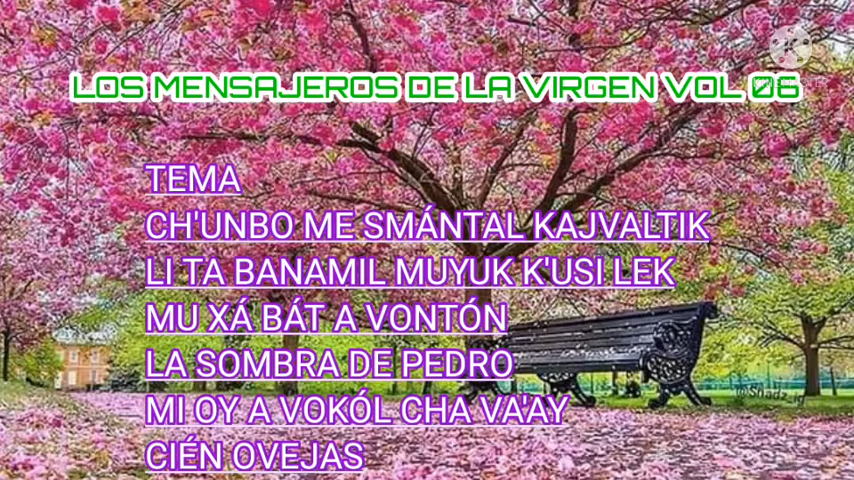 LOS MENSAJEROS DE LA VIRGEN VOL 06
TEMA
CH'UNBO ME SMÁNTAL KAJVALTIK
LI TA BANAMIL MUYUK K'USI LEK
MU XÁ BÁT A VONTÓN
LA SOMBRA DE PEDRO
MI OY A VOKÓL CHA VA'AY
CIÉN OVEJAS